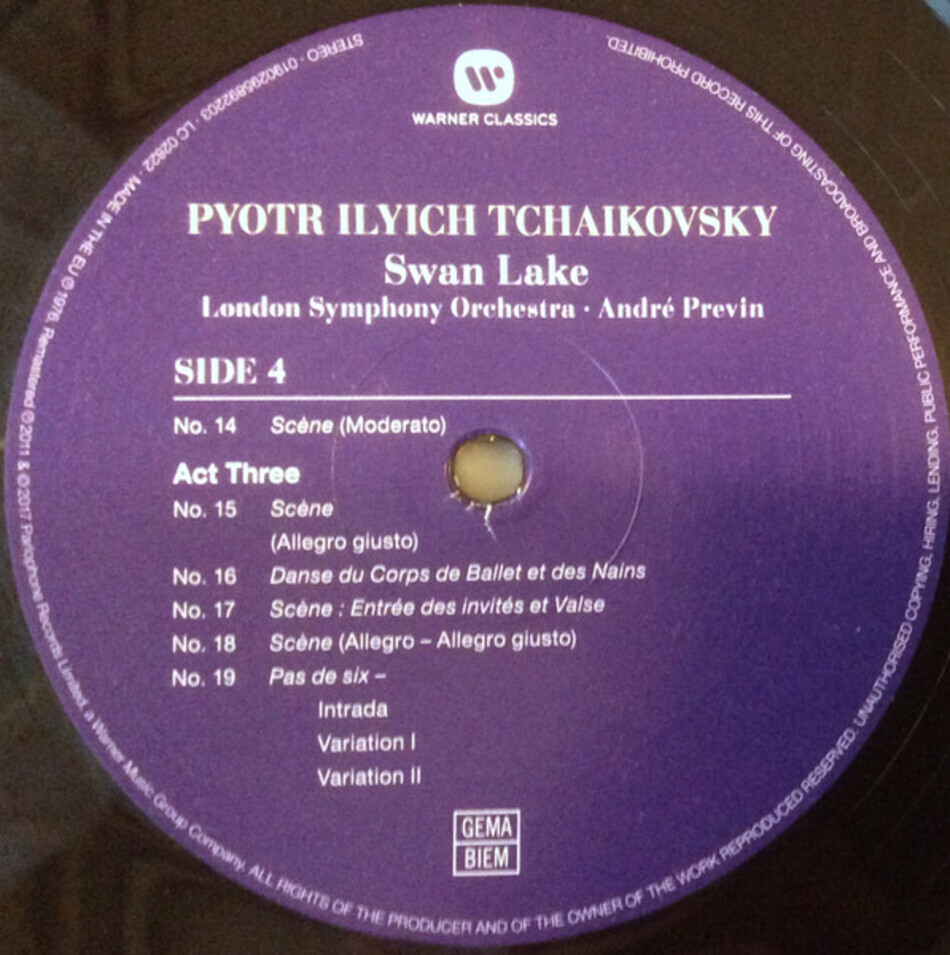 WARNER CLASSICS
PYOTR ILYICH TCHAIKOVSKY
Swan Lake
London Symphony Orchestra · André Previn
SIDE 4
No. 14 Scène (Moderato)
Act Three
No. 15 Scène
(Allegro giusto)
No. 16 Danse du Corps de Ballet et des Nains
No. 17 Scène : Entrée des invités et Valse
No. 18 Scène (Allegro – Allegro giusto)
No. 19 Pas de six –
Intrada
Variation I
Variation II
GEMA
BIEM
STEREO · 0190295892203 · LC 02822 · MADE IN THE EU ℗ 1976, Remastered ℗ 2011 & © 2017 Parlophone Records Limited, a Warner Music Group Company. ALL RIGHTS OF THE PRODUCER AND OF THE OWNER OF THE WORK REPRODUCED RESERVED. UNAUTHORISED COPYING, HIRING, LENDING, PUBLIC PERFORMANCE AND BROADCASTING OF THIS RECORD PROHIBITED.